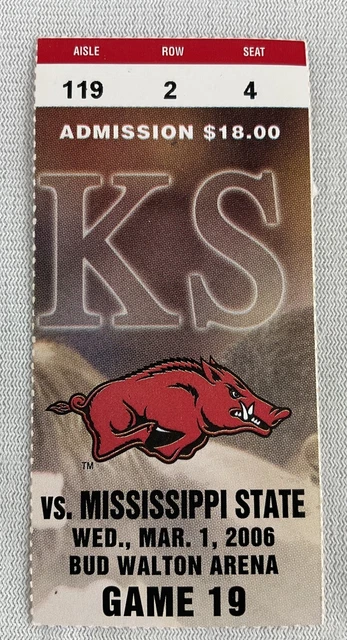 AISLE ROW SEAT
119 2 4
ADMISSION $18.00
KS
TM
VS. MISSISSIPPI STATE
WED., MAR. 1, 2006
BUD WALTON ARENA
GAME 19